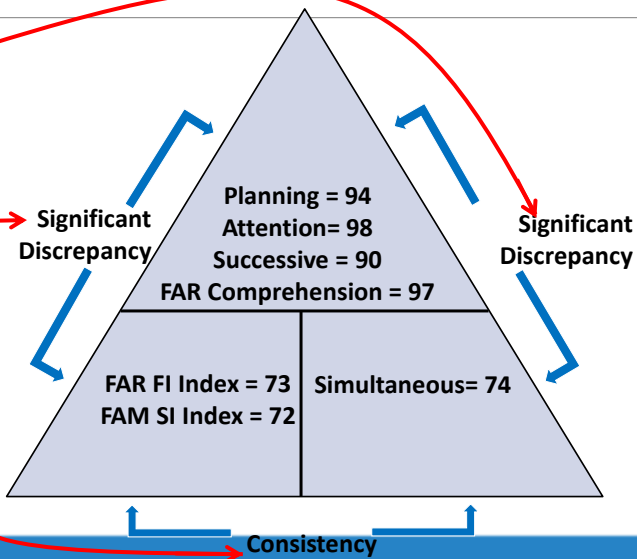 Planning = 94
Attention= 98
Successive = 90
FAR Comprehension = 97
Significant
Discrepancy
Significant
Discrepancy
FAR FI Index = 73
FAM SI Index = 72
Simultaneous= 74
Consistency